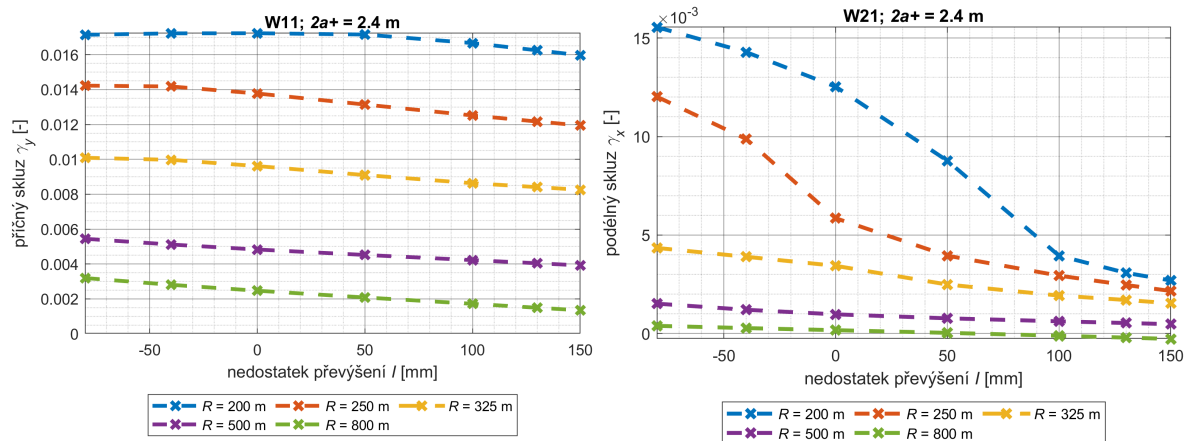 W11; 2a+ = 2.4 m
0.016
0.014
0.012
0.01
0.008
0.006
0.004
0.002
0
příčný skluz γy [-]
-50 0 50 100 150
nedostatek převýšení I [mm]
R = 200 m R = 250 m R = 325 m
R = 500 m R = 800 m
×10-3
W21; 2a+ = 2.4 m
15
10
5
0
podélný skluz γx [-]
-50 0 50 100 150
nedostatek převýšení I [mm]
R = 200 m R = 250 m R = 325 m
R = 500 m R = 800 m